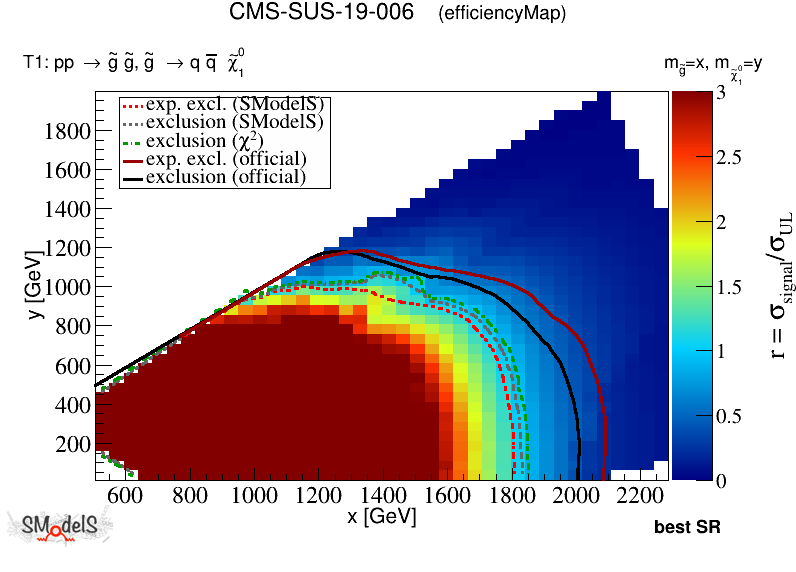 CMS-SUS-19-006 (efficiencyMap)
T1: pp → g̃ g̃, g̃ → q q̅ χ̃⁰₁
m_g̃=x, m_χ̃⁰₁=y
exp. excl. (SModelS)
exclusion (SModelS)
exclusion (χ²)
exp. excl. (official)
exclusion (official)
1800
1600
1400
1200
1000
800
600
400
200
y [GeV]
600 800 1000 1200 1400 1600 1800 2000 2200
x [GeV]
3
2.5
2
1.5
1
0.5
0
r = σ_signal/σ_UL
SModelS
best SR